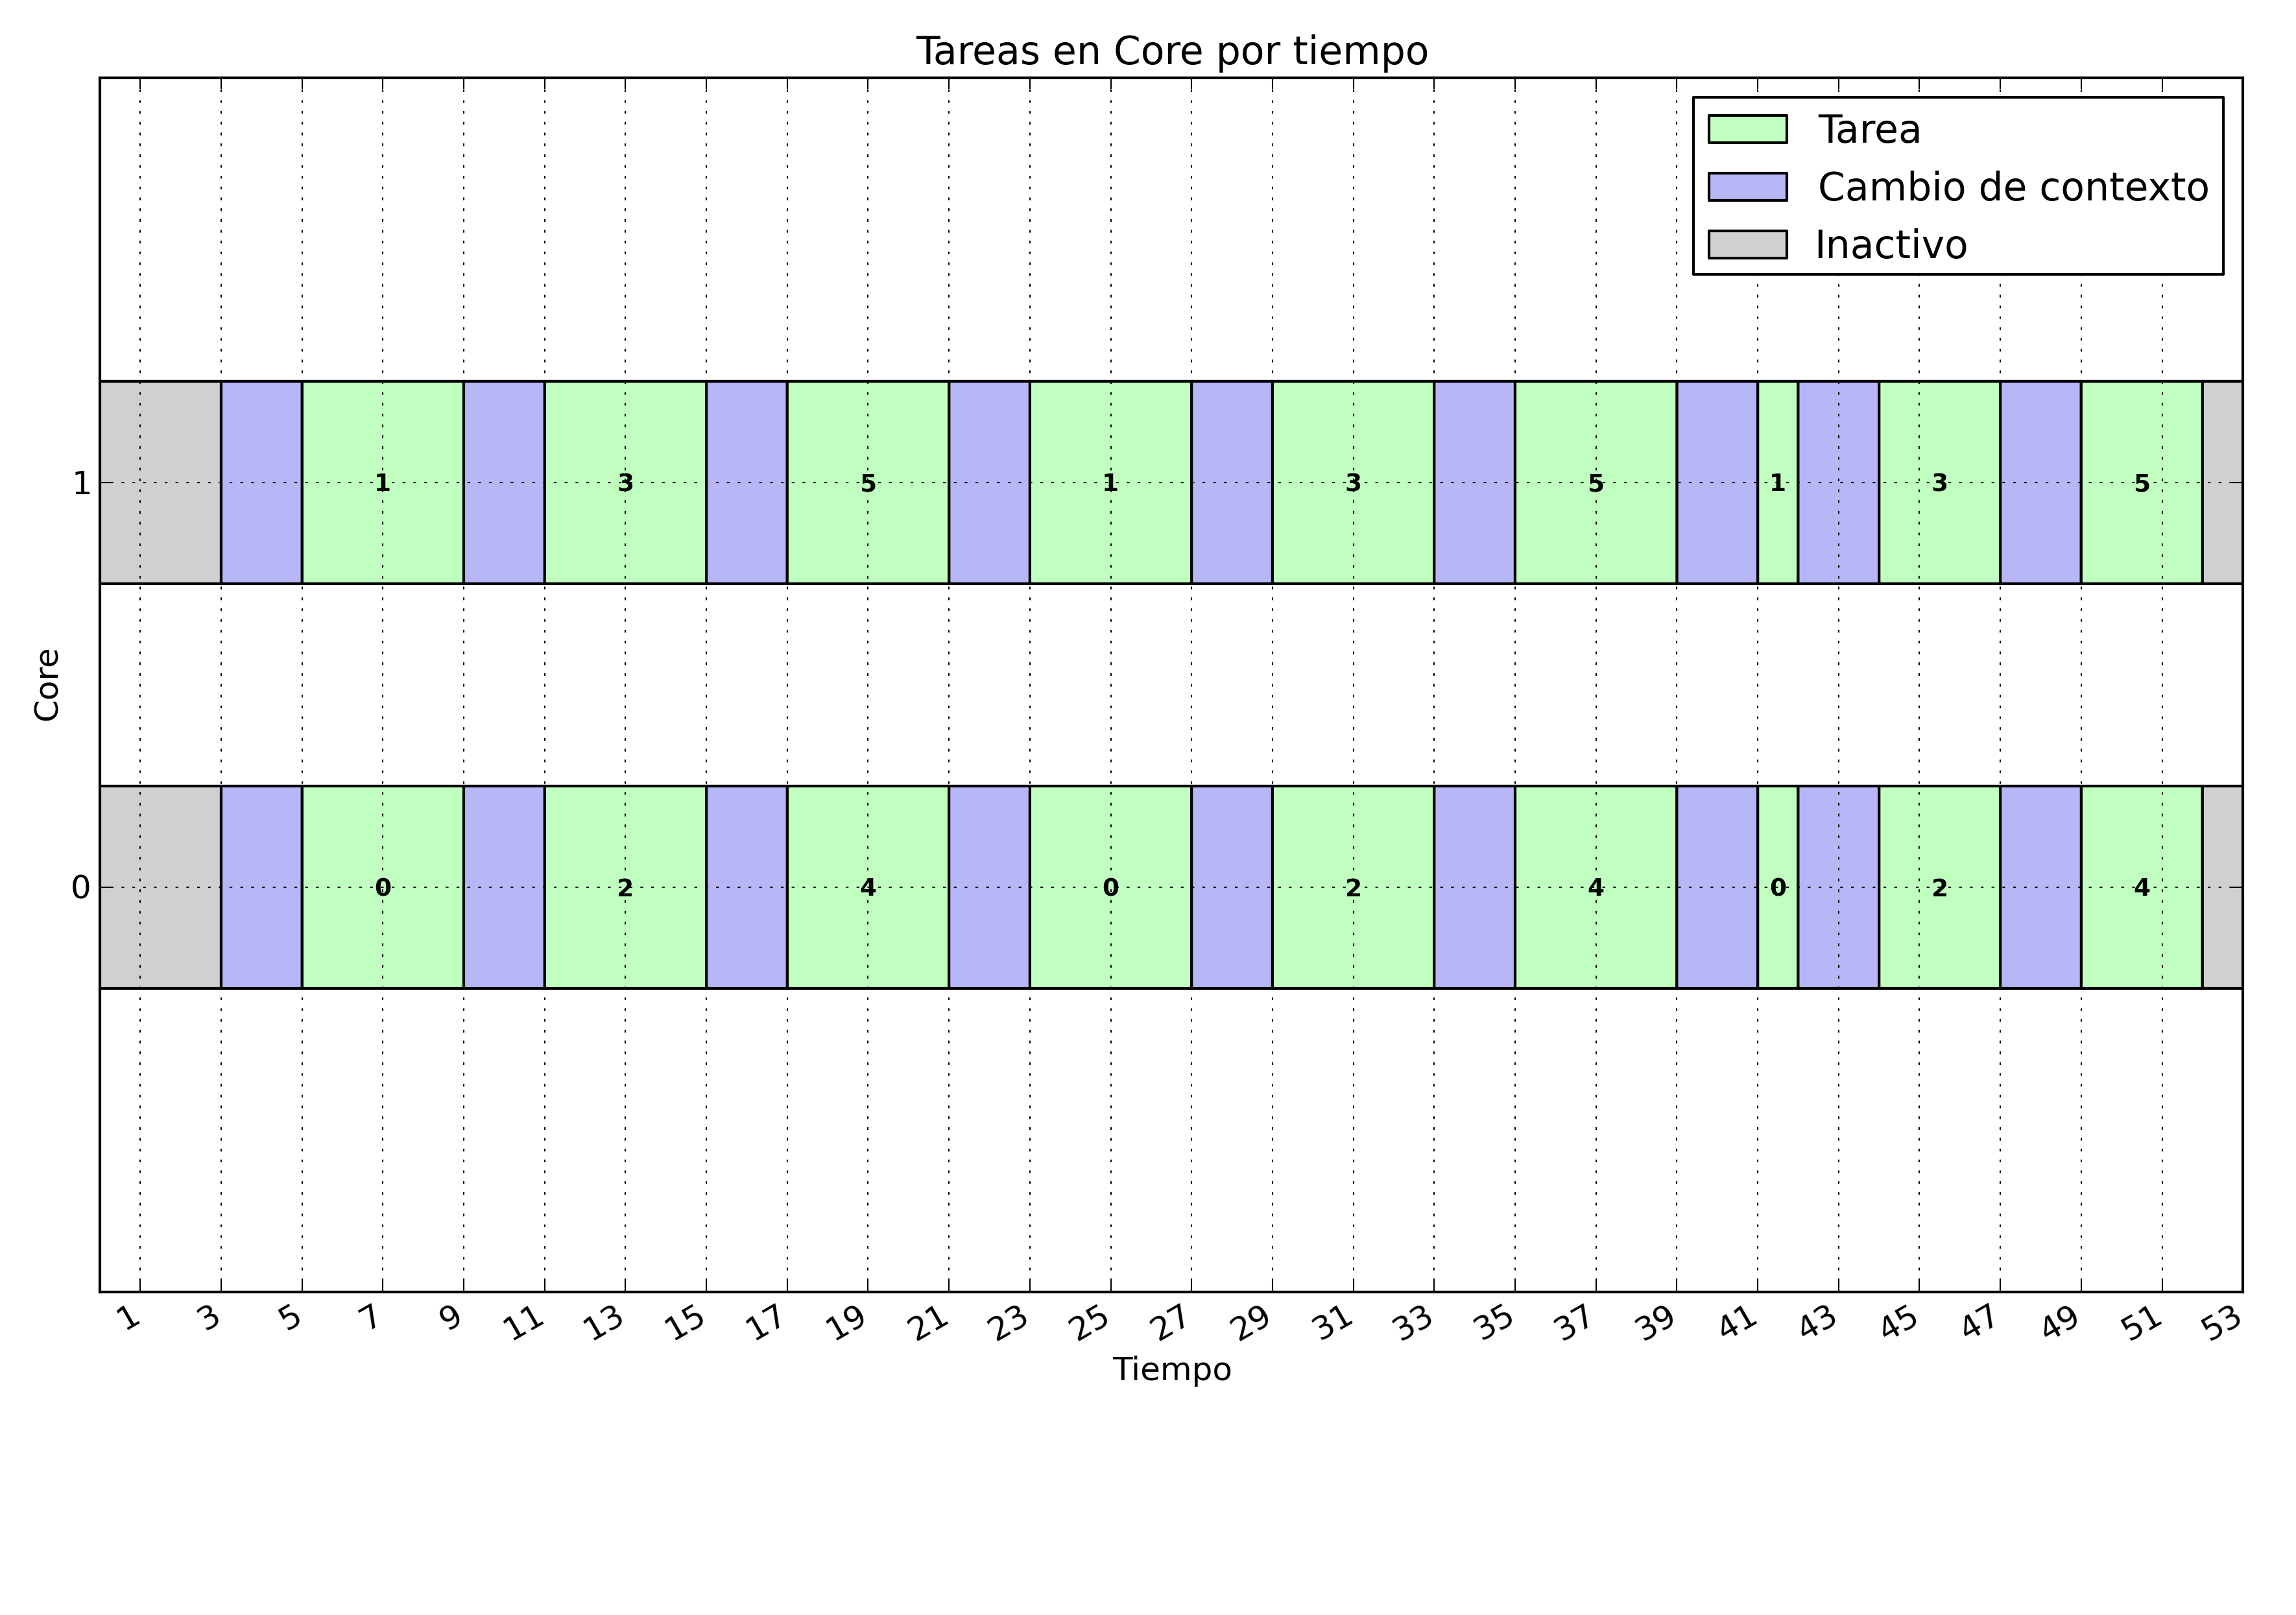 Tareas en Core por tiempo
Tarea
Cambio de contexto
Inactivo
1
1 3 5 1 3 5 1 3 5
Core
0
0 2 4 0 2 4 0 2 4
1 3 5 7 9 11 13 15 17 19 21 23 25 27 29 31 33 35 37 39 41 43 45 47 49 51 53
Tiempo